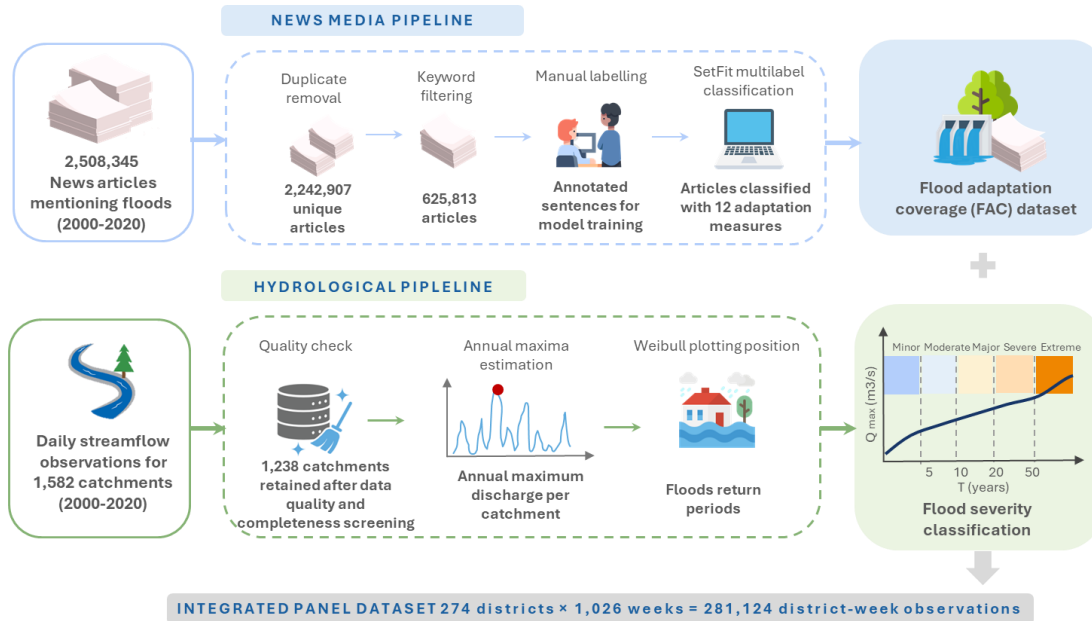 NEWS MEDIA PIPELINE
2,508,345
News articles
mentioning floods
(2000-2020)
Duplicate
removal
2,242,907
unique
articles
Keyword
filtering
625,813
articles
Manual labelling
Annotated
sentences for
model training
SetFit multilabel
classification
Articles classified
with 12 adaptation
measures
Flood adaptation
coverage (FAC) dataset
HYDROLOGICAL PIPLELINE
Daily streamflow
observations for
1,582 catchments
(2000-2020)
Quality check
1,238 catchments
retained after data
quality and
completeness screening
Annual maxima
estimation
Annual maximum
discharge per
catchment
Weibull plotting position
Floods return
periods
Minor Moderate Major Severe Extreme
Q max (m3/s)
5 10 20 50
T (years)
Flood severity
classification
INTEGRATED PANEL DATASET 274 districts × 1,026 weeks = 281,124 district-week observations